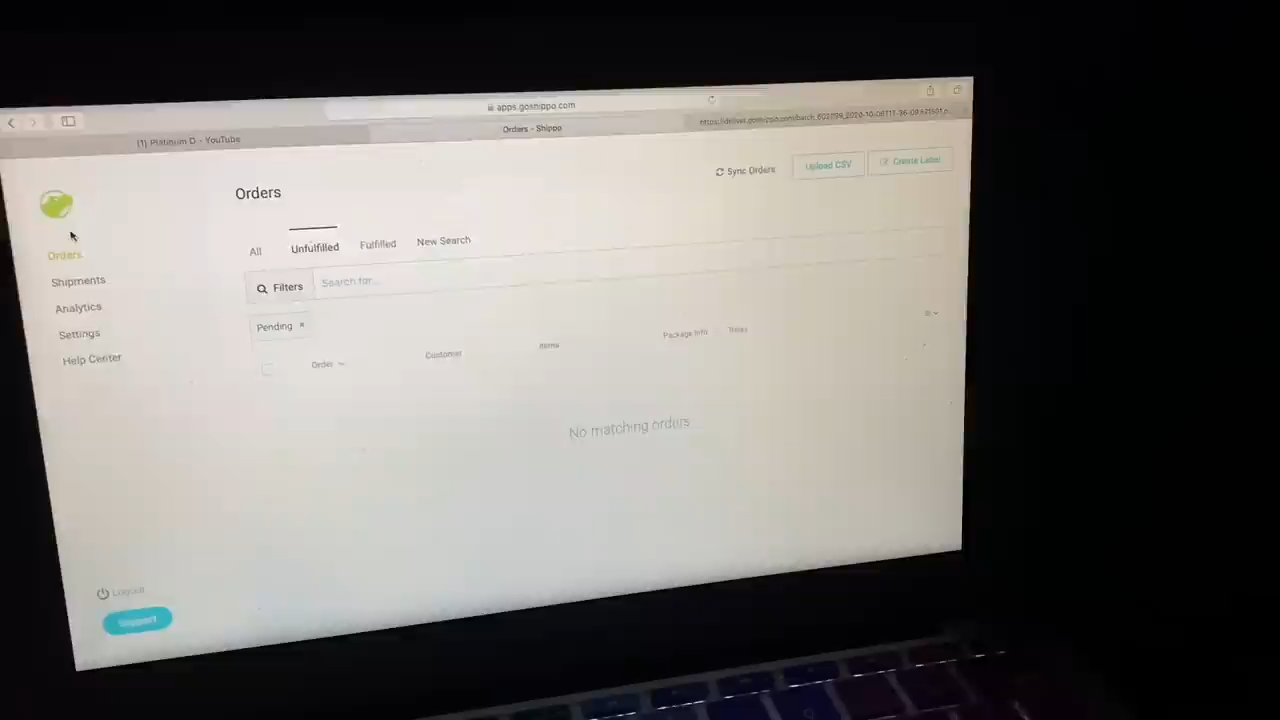 apps.goshippo.com
(1) Platinum D - YouTube
Orders - Shippo
Sync Orders
Upload CSV
Create Label
Orders
All
Unfulfilled
Fulfilled
New Search
Filters
Search for...
Pending ×
Order
Customer
Items
Package Info
No matching orders
Orders
Shipments
Analytics
Settings
Help Center
Logout
Support